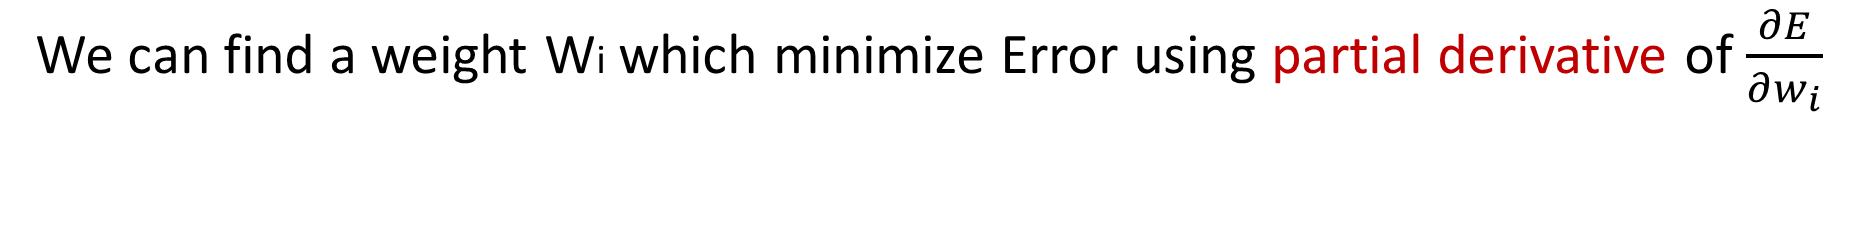 We can find a weight Wi which minimize Error using partial derivative of ∂E/∂wᵢ